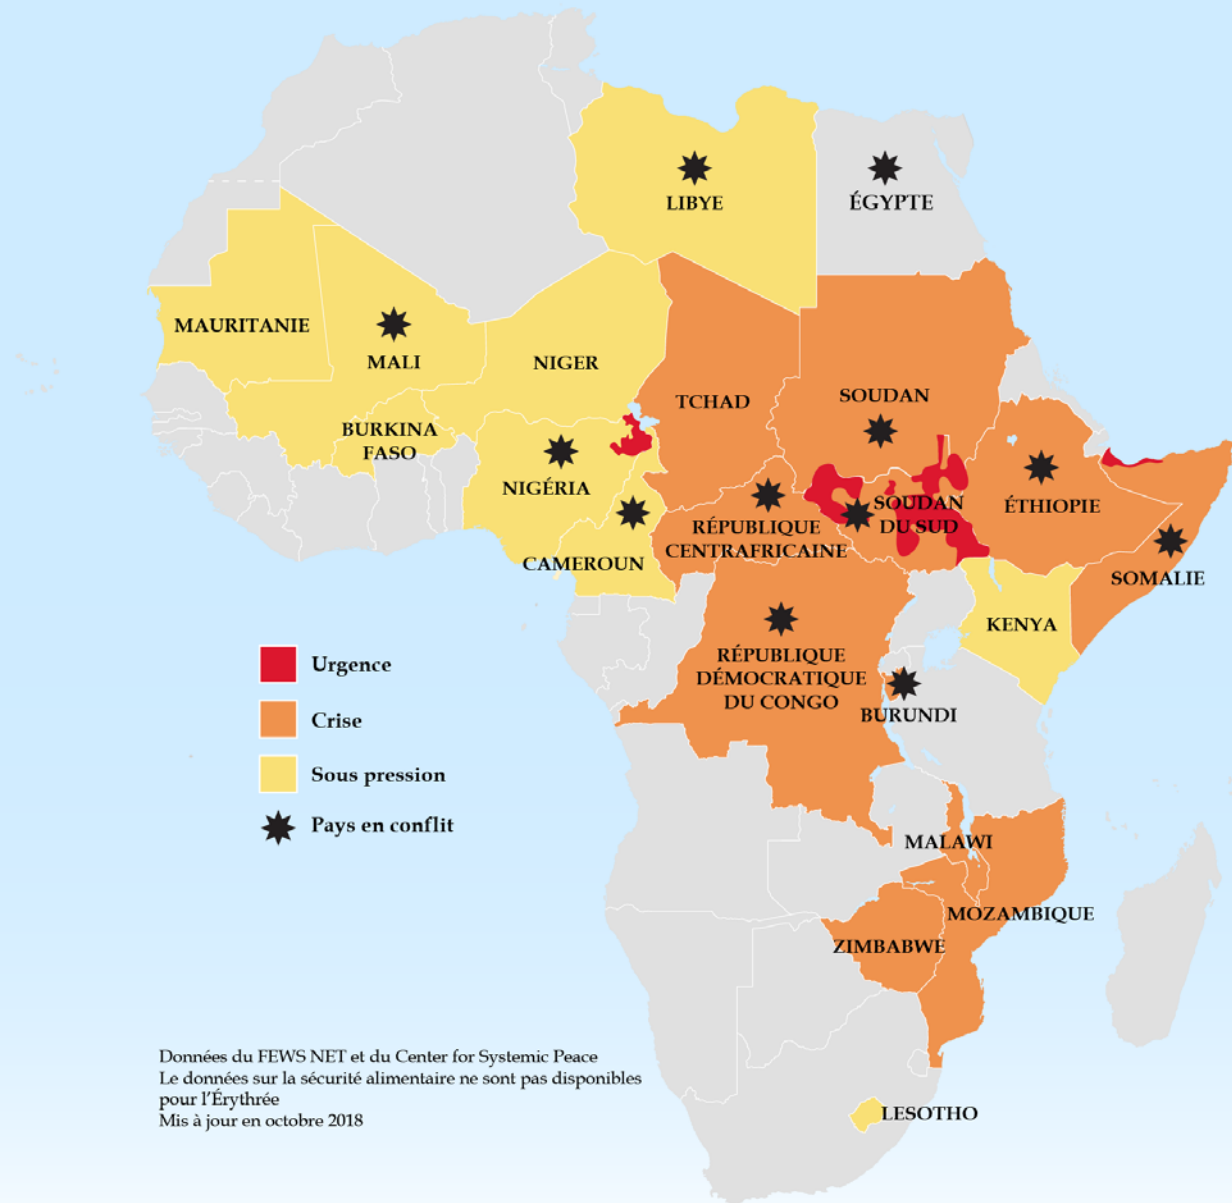 LIBYE
ÉGYPTE
MAURITANIE
MALI
NIGER
TCHAD
SOUDAN
BURKINA
FASO
NIGÉRIA
SOUDAN
DU SUD
ÉTHIOPIE
RÉPUBLIQUE
CENTRAFRICAINE
CAMEROUN
SOMALIE
KENYA
RÉPUBLIQUE
DÉMOCRATIQUE
DU CONGO
BURUNDI
Urgence
Crise
Sous pression
Pays en conflit
MALAWI
MOZAMBIQUE
ZIMBABWE
LESOTHO
Données du FEWS NET et du Center for Systemic Peace
Le données sur la sécurité alimentaire ne sont pas disponibles
pour l'Érythrée
Mis à jour en octobre 2018